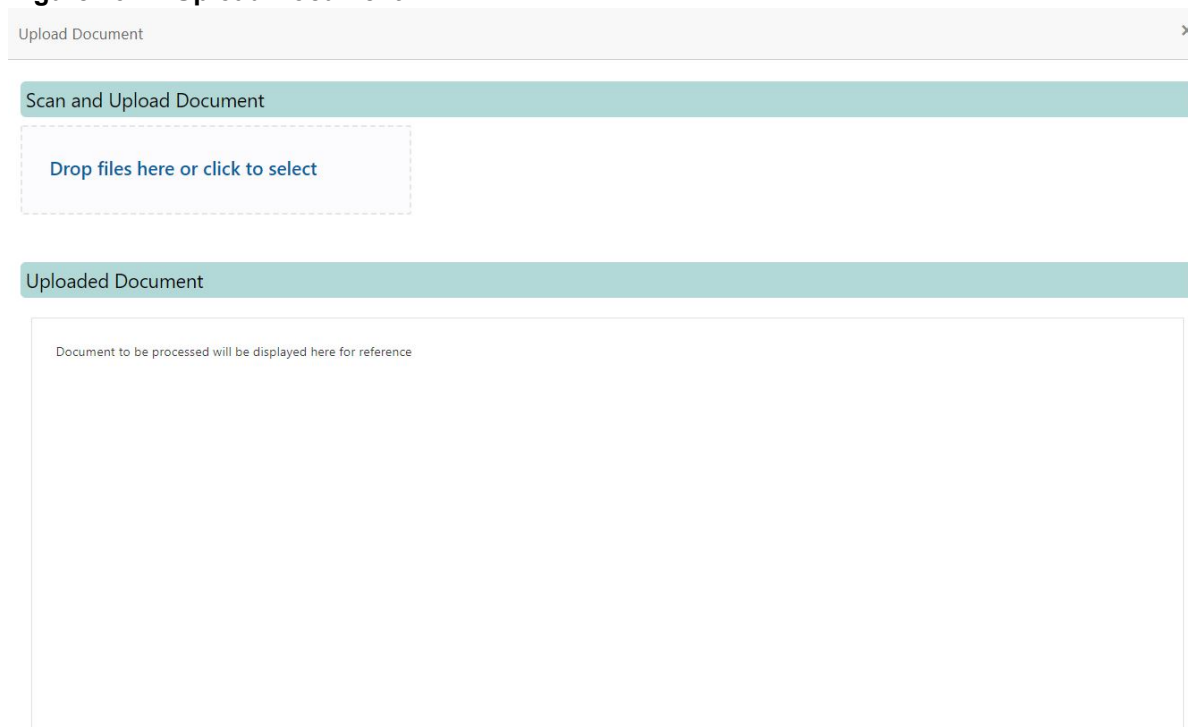 Upload Document
Scan and Upload Document
Drop files here or click to select
Uploaded Document
Document to be processed will be displayed here for reference